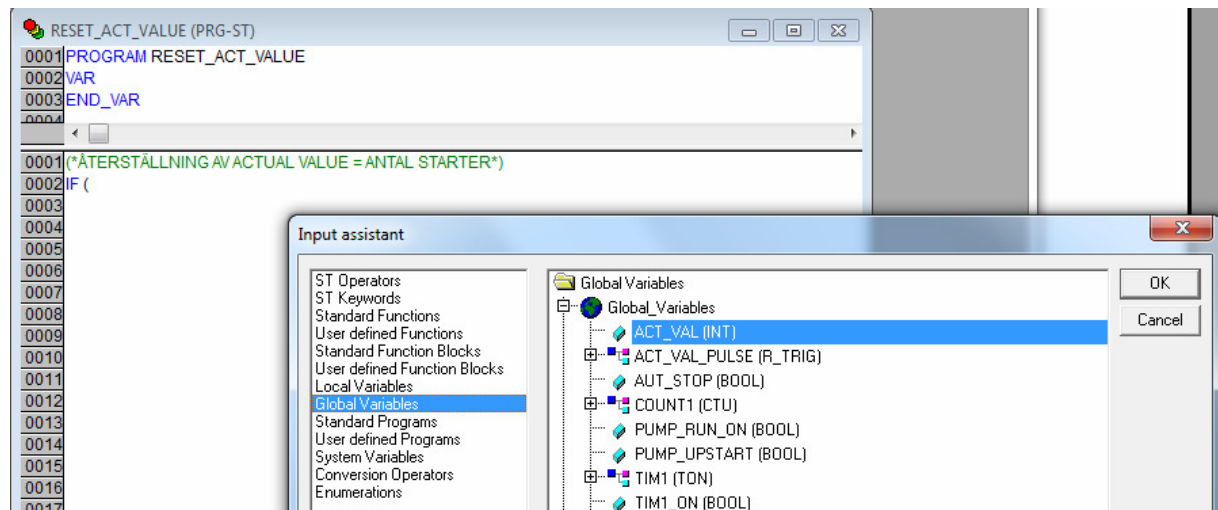 RESET_ACT_VALUE (PRG-ST)
0001 PROGRAM RESET_ACT_VALUE
0002 VAR
0003 END_VAR
0004
0001 (*ÅTERSTÄLLNING AV ACTUAL VALUE = ANTAL STARTER*)
0002 IF (
0003
0004
0005
0006
0007
0008
0009
0010
0011
0012
0013
0014
0015
0016
0017
Input assistant
ST Operators
ST Keywords
Standard Functions
User defined Functions
Standard Function Blocks
User defined Function Blocks
Local Variables
Global Variables
Standard Programs
User defined Programs
System Variables
Conversion Operators
Enumerations
Global Variables
Global_Variables
ACT_VAL (INT)
ACT_VAL_PULSE (R_TRIG)
AUT_STOP (BOOL)
COUNT1 (CTU)
PUMP_RUN_ON (BOOL)
PUMP_UPSTART (BOOL)
TIM1 (TON)
TIM1_ON (BOOL)
OK
Cancel